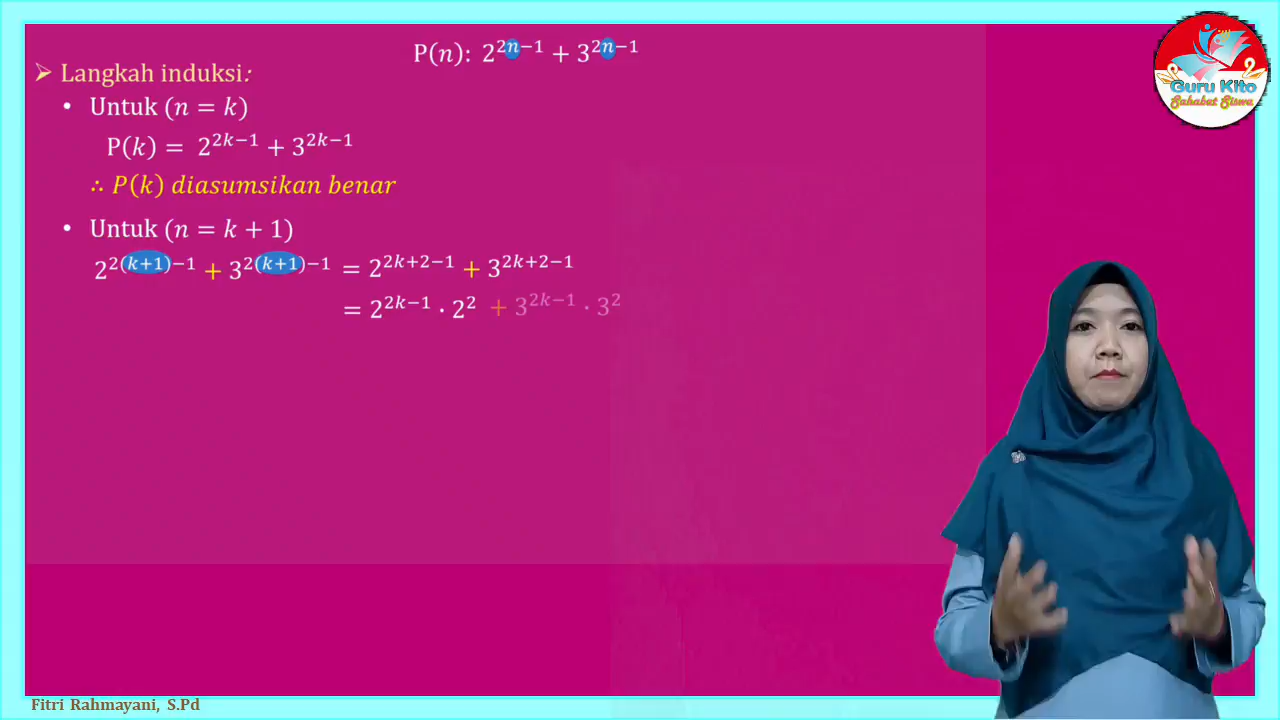 P(n): 2^{2n−1} + 3^{2n−1}
Guru Kito
Sahabat Siswa
➢ Langkah induksi:
• Untuk (n = k)
P(k) = 2^{2k−1} + 3^{2k−1}
∴ P(k) diasumsikan benar
• Untuk (n = k + 1)
2^{2(k+1)−1} + 3^{2(k+1)−1} = 2^{2k+2−1} + 3^{2k+2−1}
= 2^{2k−1} · 2^2 + 3^{2k−1} · 3^2
Fitri Rahmayani, S.Pd